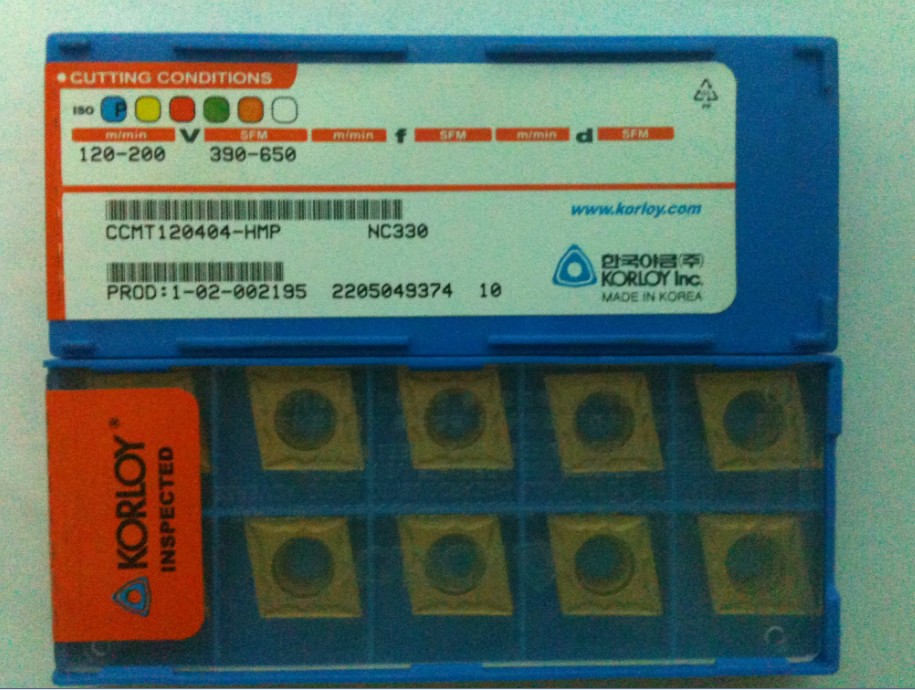 CUTTING CONDITIONS
ISO P
m/min V SFM m/min f SFM m/min d SFM
120-200 390-650
www.korloy.com
CCMT120404-HMP NC330
한국야금(주)
KORLOY Inc.
PROD:1-02-002195 2205049374 10
MADE IN KOREA
KORLOY®
INSPECTED